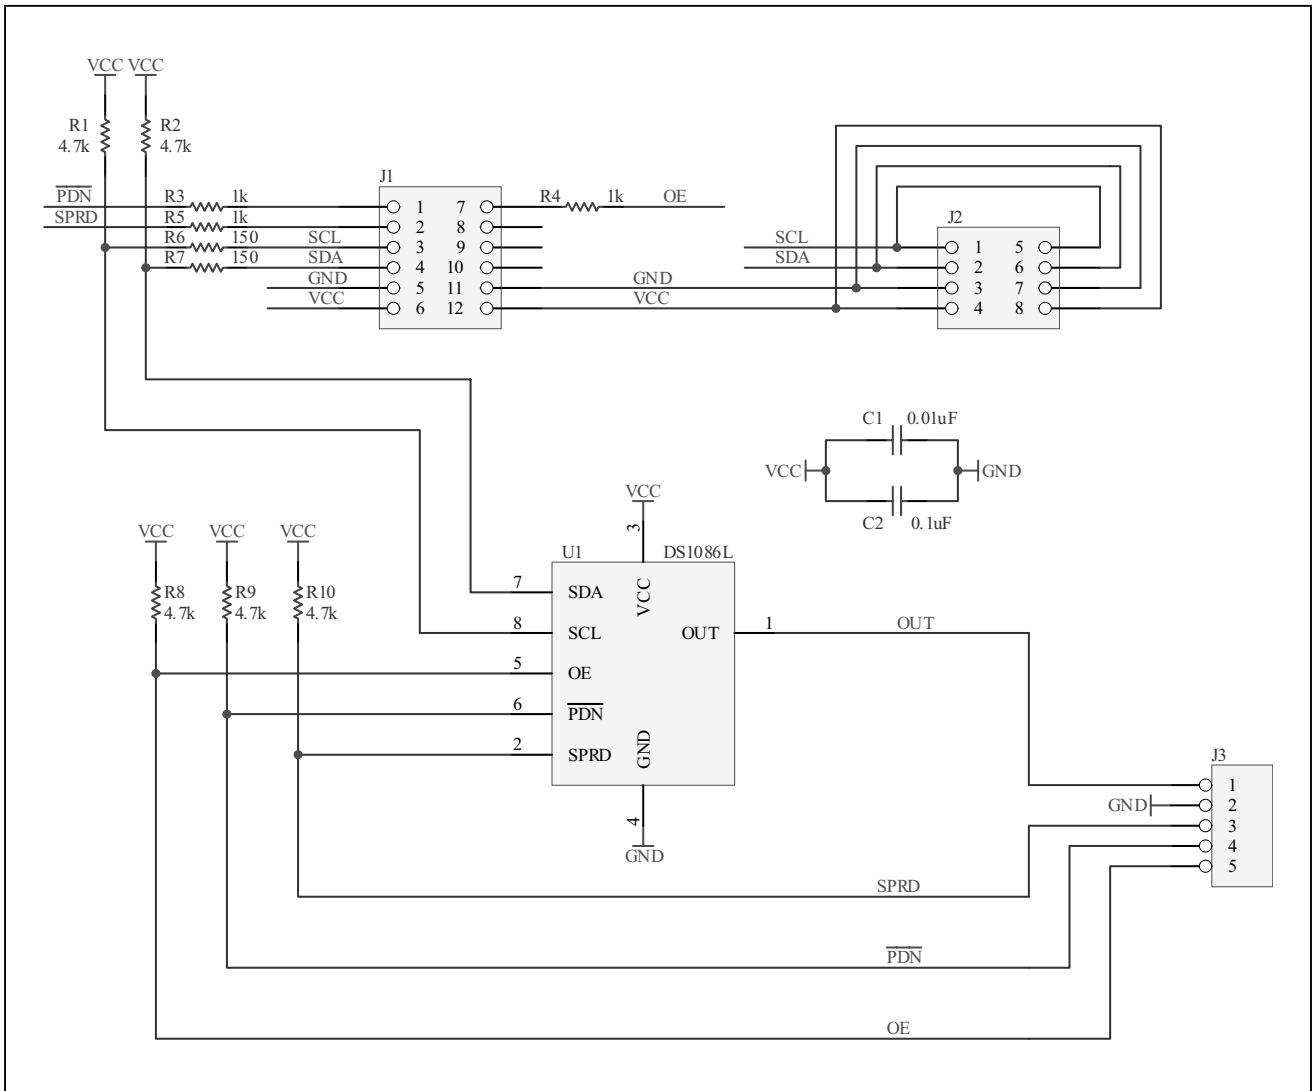 VCC VCC
R1 R2
4.7k 4.7k
J1
PDN R3 1k 1 7 R4 1k OE
SPRD R5 1k 2 8 J2
R6 150 SCL 3 9 SCL 1 5
R7 150 SDA 4 10 SDA 2 6
GND 5 11 GND 3 7
VCC 6 12 VCC 4 8
C1 0.01uF
VCC GND
C2 0.1uF
VCC
VCC VCC VCC 3
U1 DS1086L
R8 R9 R10 7 SDA VCC
4.7k 4.7k 4.7k
8 SCL OUT 1 OUT
5 OE
6 PDN
2 SPRD GND
J3
1
4 GND 2
3
GND 4
5
SPRD
PDN
OE